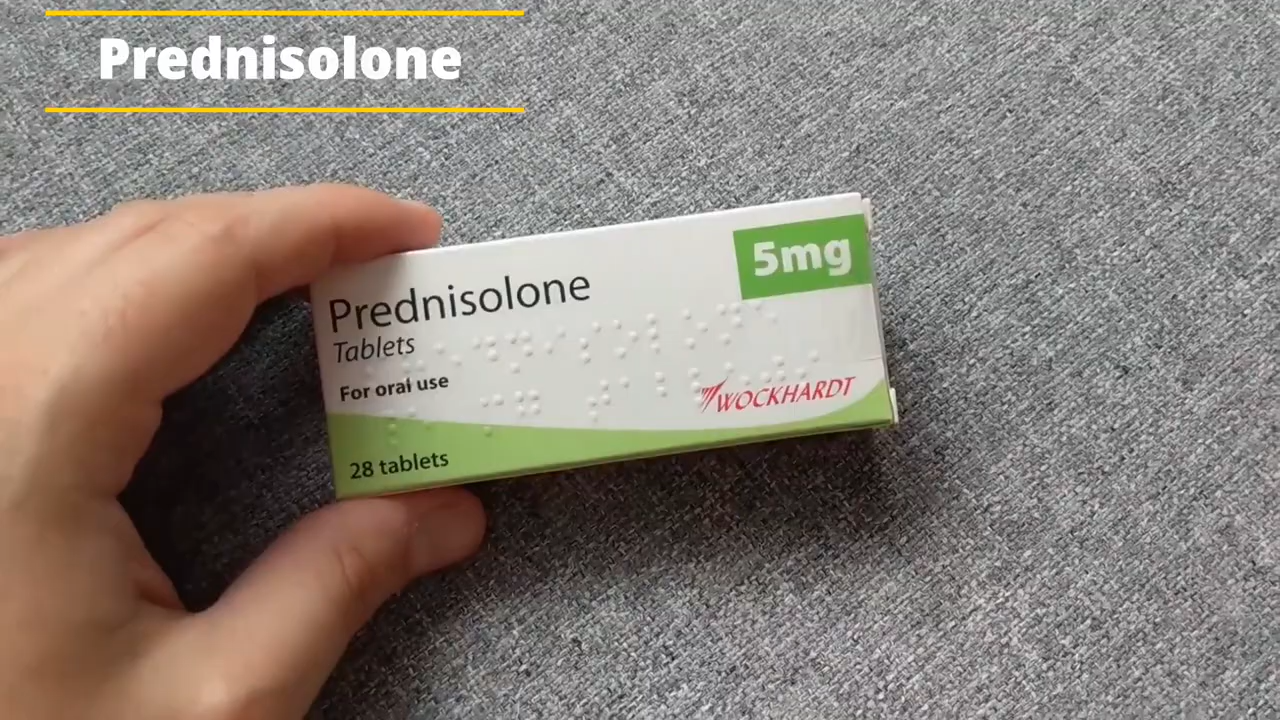 Prednisolone
Prednisolone
5mg
Tablets
For oral use
WOCKHARDT
28 tablets